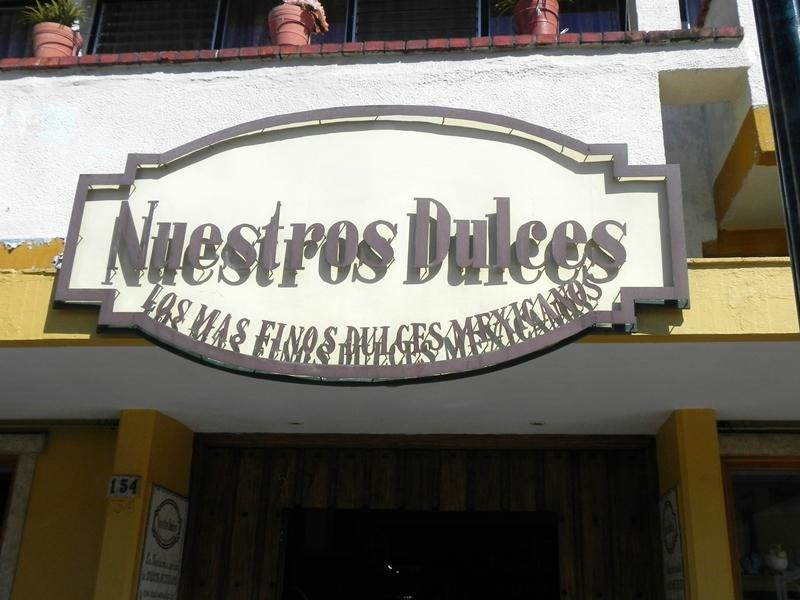 Nuestros Dulces
LOS MAS FINOS DULCES MEXICANOS
154